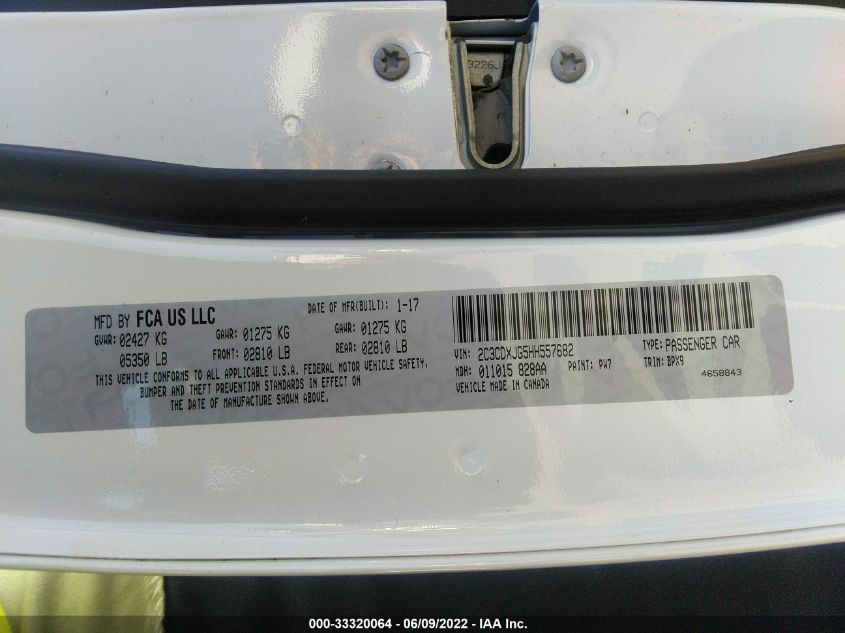 3226J
MFD BY FCA US LLC
DATE OF MFR(BUILT): 1-17
GVWR: 02427 KG GAWR: 01275 KG GAWR: 01275 KG
05350 LB FRONT: 02810 LB REAR: 02810 LB
THIS VEHICLE CONFORMS TO ALL APPLICABLE U.S.A. FEDERAL MOTOR VEHICLE SAFETY,
BUMPER AND THEFT PREVENTION STANDARDS IN EFFECT ON
THE DATE OF MANUFACTURE SHOWN ABOVE.
VIN: 2C3CDXJG5HH557682 TYPE: PASSENGER CAR
MDH: 011015 828AA PAINT: PW7 TRIM: BPX9
VEHICLE MADE IN CANADA 4658843
000-33320064 - 06/09/2022 - IAA Inc.